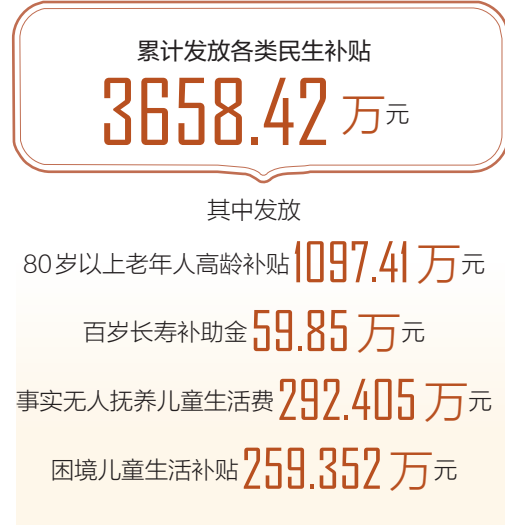 累计发放各类民生补贴
3658.42 万元
其中发放
80岁以上老年人高龄补贴1097.41万元
百岁长寿补助金59.85万元
事实无人抚养儿童生活费292.405万元
困境儿童生活补贴259.352万元